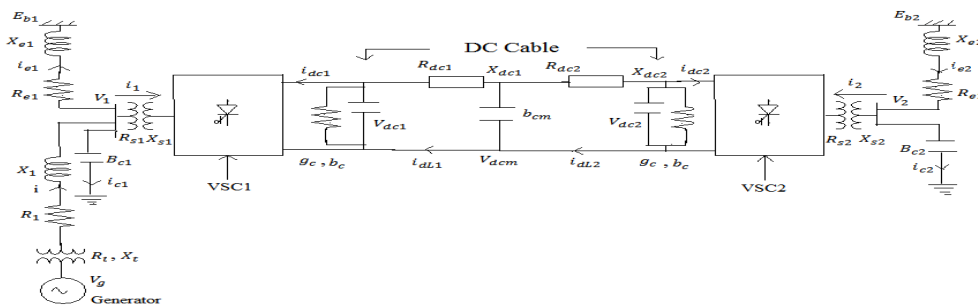 E_b1
E_b2
X_e1
DC Cable
X_e2
i_e1
i_dc1
R_dc1
X_dc1
R_dc2
X_dc2
i_dc2
i_e2
R_e1
V_1
i_1
i_2
V_2
R_e2
V_dc1
b_cm
V_dc2
R_s1 X_s1
R_s2 X_s2
B_c1
B_c2
X_1
i_c1
VSC1
g_c , b_c
i_dL1
V_dcm
i_dL2
g_c , b_c
VSC2
i_c2
i
R_1
R_t , X_t
V_g
Generator